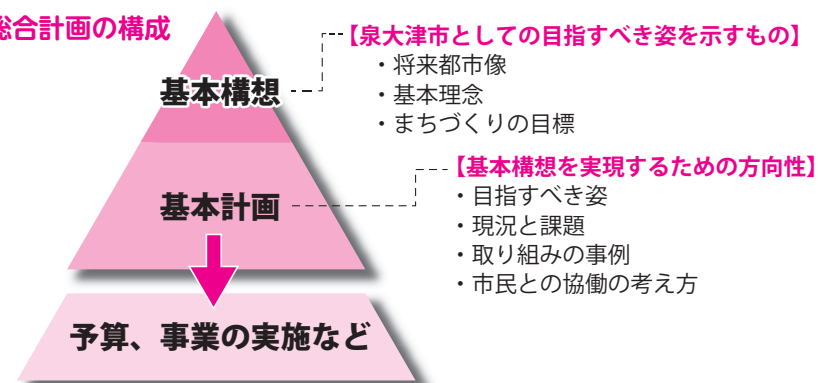 総合計画の構成
基本構想
【泉大津市としての目指すべき姿を示すもの】
・将来都市像
・基本理念
・まちづくりの目標
基本計画
【基本構想を実現するための方向性】
・目指すべき姿
・現況と課題
・取り組みの事例
・市民との協働の考え方
予算、事業の実施など